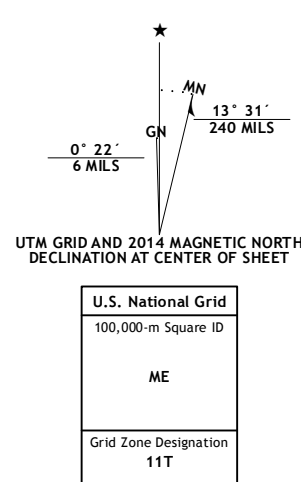 ★
MN
13° 31´
240 MILS
GN
0° 22´
6 MILS
UTM GRID AND 2014 MAGNETIC NORTH
DECLINATION AT CENTER OF SHEET
U.S. National Grid
100,000-m Square ID
ME
Grid Zone Designation
11T